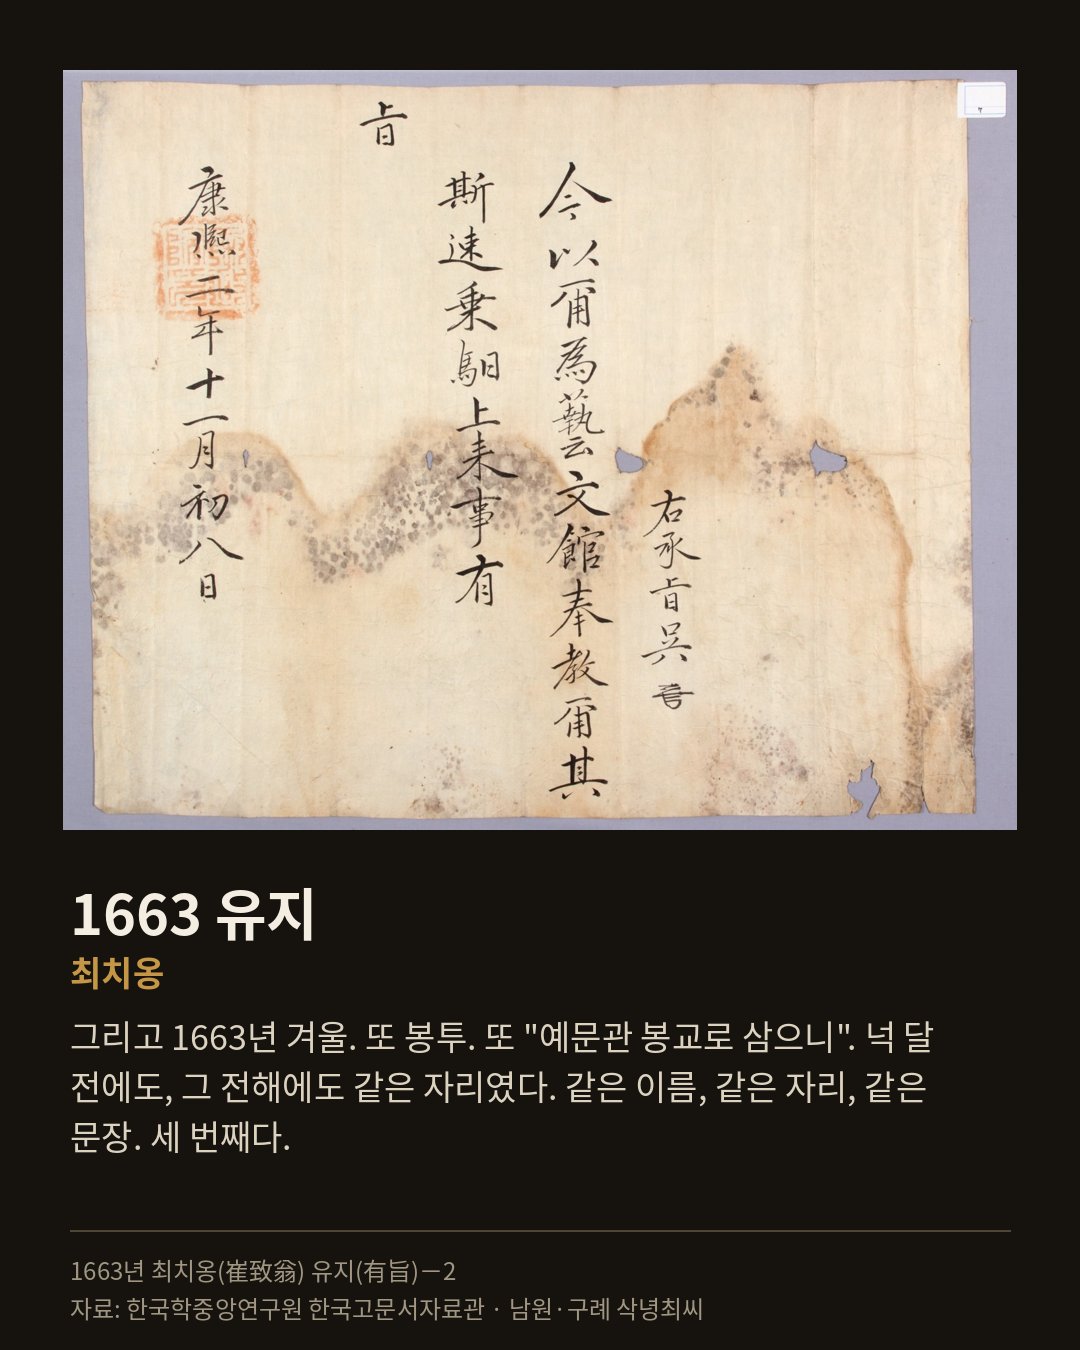 右承旨吳
今以爾爲藝文館奉教爾其
斯速乗馹上来事有
旨
康熙二年十一月初八日
1663 유지
최치옹
그리고 1663년 겨울. 또 봉투. 또 "예문관 봉교로 삼으니". 넉 달
전에도, 그 전해에도 같은 자리였다. 같은 이름, 같은 자리, 같은
문장. 세 번째다.
1663년 최치옹(崔致翁) 유지(有旨)－2
자료: 한국학중앙연구원 한국고문서자료관 · 남원·구례 삭녕최씨